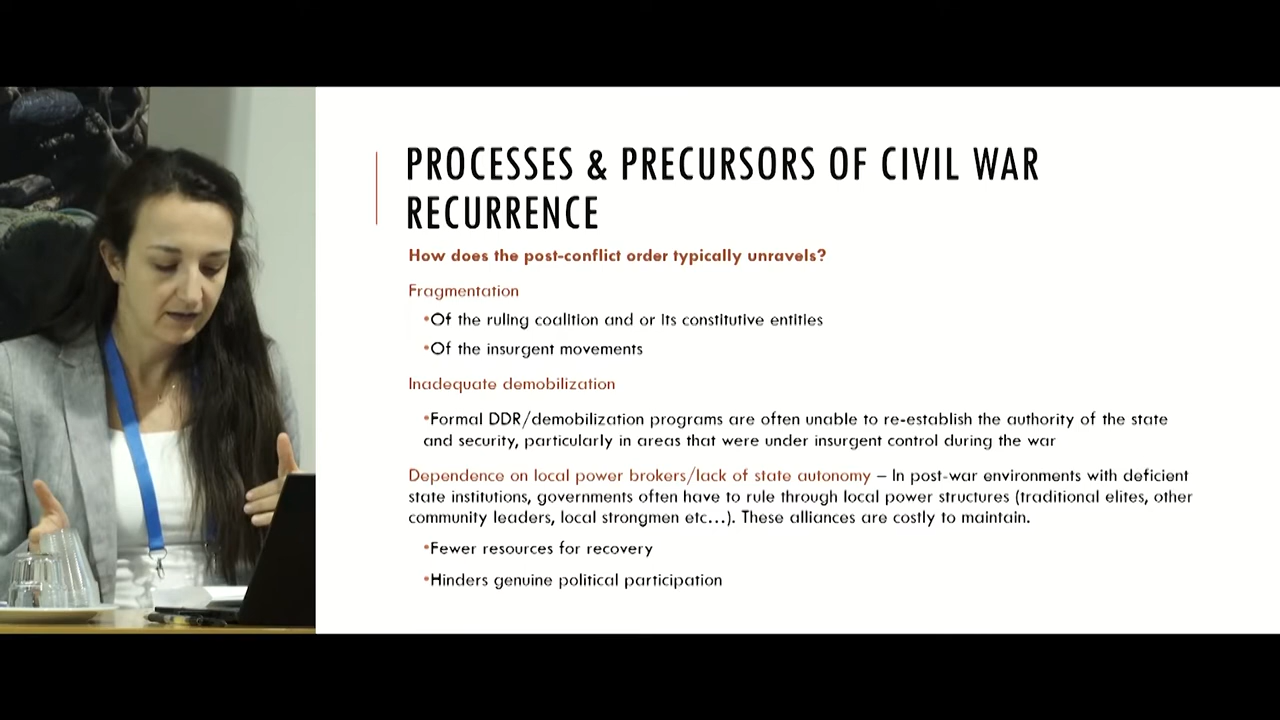 PROCESSES & PRECURSORS OF CIVIL WAR
RECURRENCE
How does the post-conflict order typically unravels?
Fragmentation
•Of the ruling coalition and or its constitutive entities
•Of the insurgent movements
Inadequate demobilization
•Formal DDR/demobilization programs are often unable to re-establish the authority of the state
and security, particularly in areas that were under insurgent control during the war
Dependence on local power brokers/lack of state autonomy – In post-war environments with deficient
state institutions, governments often have to rule through local power structures (traditional elites, other
community leaders, local strongmen etc…). These alliances are costly to maintain.
•Fewer resources for recovery
•Hinders genuine political participation